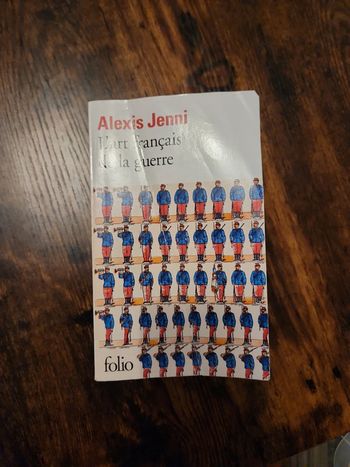 Alexis Jenni
L'art français
de la guerre
folio